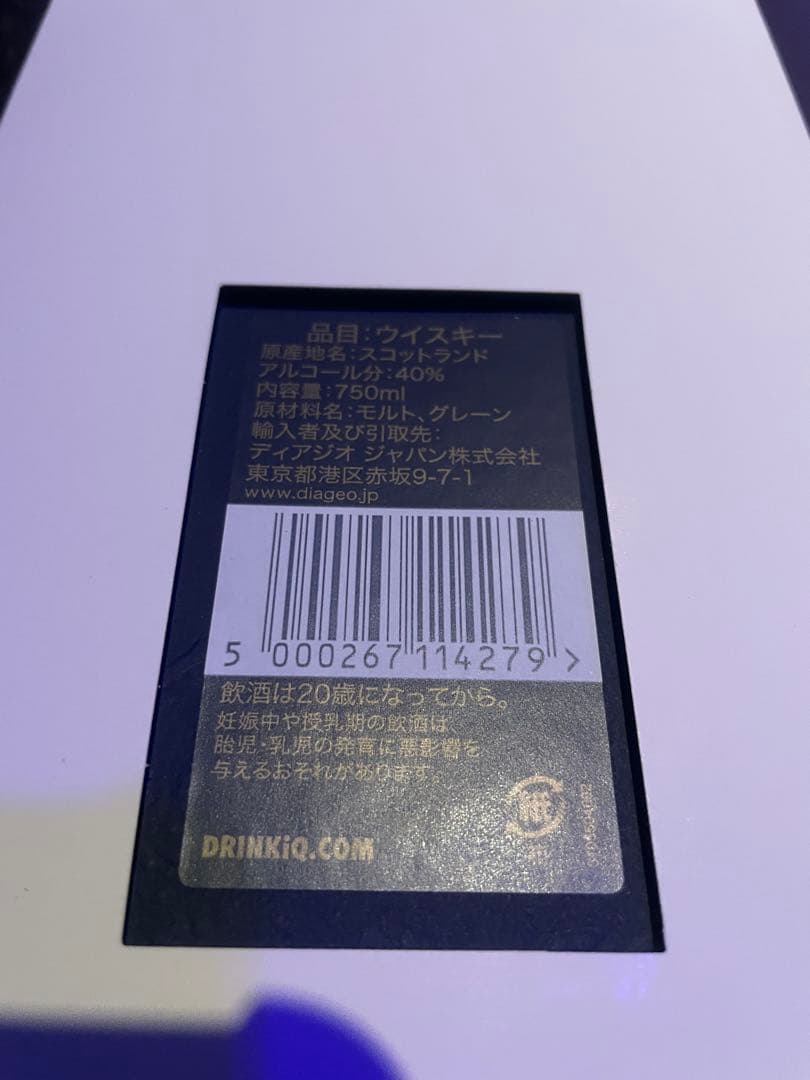 品目:ウイスキー
原産地名:スコットランド
アルコール分:40%
内容量:750ml
原材料名:モルト、グレーン
輸入者及び引取先:
ディアジオ ジャパン株式会社
東京都港区赤坂9-7-1
www.diageo.jp
5 000267 114279 >
飲酒は20歳になってから。
妊娠中や授乳期の飲酒は
胎児・乳児の発育に悪影響を
与えるおそれがあります。
紙
DRINKiQ.COM